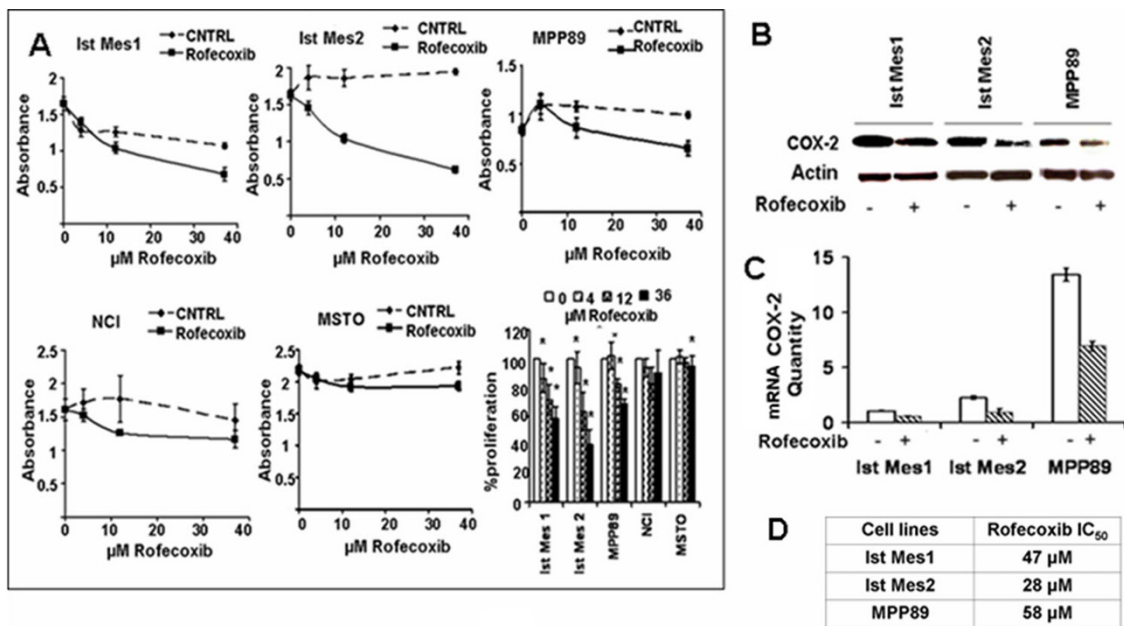 A
Ist Mes1
CNTRL
Rofecoxib
Absorbance
2
1.5
1
0.5
0 10 20 30 40
µM Rofecoxib
Ist Mes2
CNTRL
Rofecoxib
Absorbance
2
1.5
1
0.5
0 10 20 30 40
µM Rofecoxib
MPP89
CNTRL
Rofecoxib
Absorbance
1.5
1
0.5
0 10 20 30 40
µM Rofecoxib
NCI
CNTRL
Rofecoxib
Absorbance
2.5
2
1.5
1
0.5
0 10 20 30 40
µM Rofecoxib
MSTO
CNTRL
Rofecoxib
Absorbance
2.5
2
1.5
1
0.5
0 10 20 30 40
µM Rofecoxib
0 4 12 36
µM Rofecoxib
%proliferation
120
100
80
60
40
20
0
* * * * * * * * * *
Ist Mes 1
Ist Mes 2
MPP89
NCI
MSTO
B
Ist Mes1
Ist Mes2
MPP89
COX-2
Actin
Rofecoxib - + - + - +
C
mRNA COX-2
Quantity
15
10
5
0
Rofecoxib - + - + - +
Ist Mes1 Ist Mes2 MPP89
D
Cell lines Rofecoxib IC50
Ist Mes1 47 µM
Ist Mes2 28 µM
MPP89 58 µM